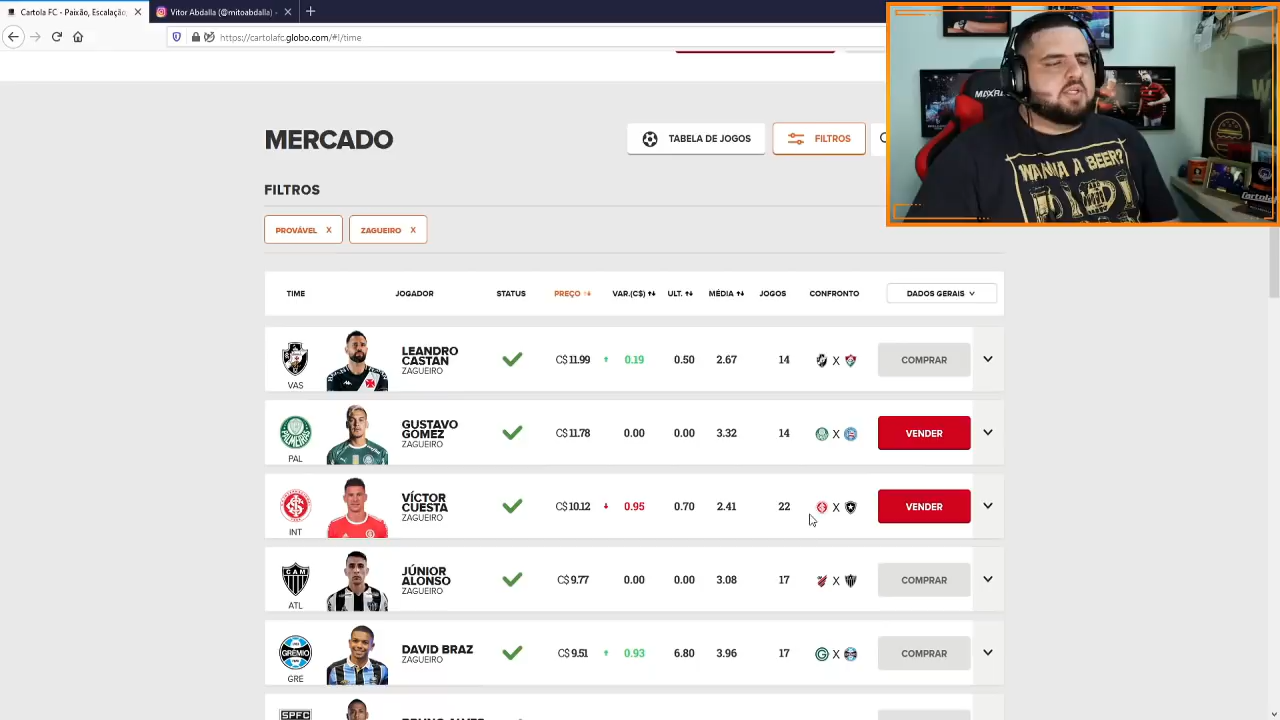 Cartola FC - Paixão, Escalação
Vitor Abdalla (@mitoabdalla) ·
https://cartolafc.globo.com/#!/time
MERCADO
TABELA DE JOGOS
FILTROS
FILTROS
PROVÁVEL X
ZAGUEIRO X
TIME JOGADOR STATUS PREÇO VAR.(C$) ULT. MÉDIA JOGOS CONFRONTO DADOS GERAIS
VAS LEANDRO CASTAN
ZAGUEIRO
C$ 11.99 0.19 0.50 2.67 14 X COMPRAR
PAL GUSTAVO GÓMEZ
ZAGUEIRO
C$ 11.78 0.00 0.00 3.32 14 X VENDER
INT VÍCTOR CUESTA
ZAGUEIRO
C$ 10.12 0.95 0.70 2.41 22 X VENDER
ATL JÚNIOR ALONSO
ZAGUEIRO
C$ 9.77 0.00 0.00 3.08 17 X COMPRAR
GRE DAVID BRAZ
ZAGUEIRO
C$ 9.51 0.93 6.80 3.96 17 X COMPRAR
SPFC
WANNA A BEER?